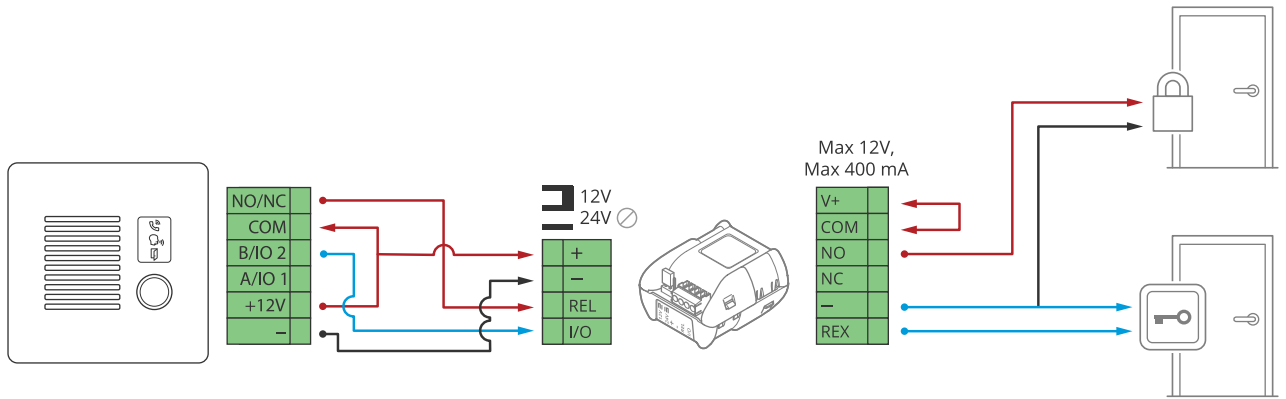 NO/NC
COM
B/IO 2
A/IO 1
+12V
–
12V
24V
+
–
REL
I/O
Max 12V,
Max 400 mA
V+
COM
NO
NC
–
REX